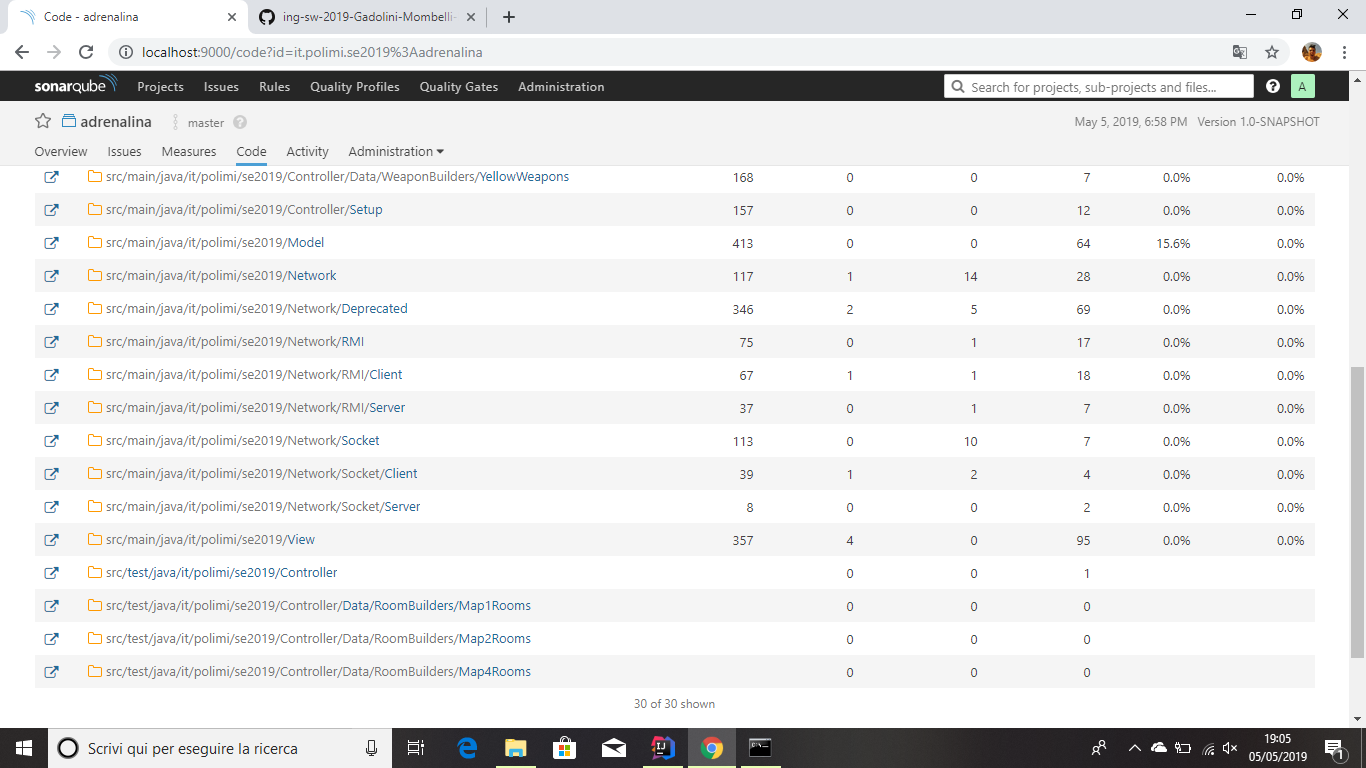 Code - adrenalina
ing-sw-2019-Gadolini-Mombelli-
localhost:9000/code?id=it.polimi.se2019%3Aadrenalina
sonarqube Projects Issues Rules Quality Profiles Quality Gates Administration Search for projects, sub-projects and files... ? A
adrenalina master ? May 5, 2019, 6:58 PM Version 1.0-SNAPSHOT
Overview Issues Measures Code Activity Administration
src/main/java/it/polimi/se2019/Controller/Data/WeaponBuilders/YellowWeapons 168 0 0 7 0.0% 0.0%
src/main/java/it/polimi/se2019/Controller/Setup 157 0 0 12 0.0% 0.0%
src/main/java/it/polimi/se2019/Model 413 0 0 64 15.6% 0.0%
src/main/java/it/polimi/se2019/Network 117 1 14 28 0.0% 0.0%
src/main/java/it/polimi/se2019/Network/Deprecated 346 2 5 69 0.0% 0.0%
src/main/java/it/polimi/se2019/Network/RMI 75 0 1 17 0.0% 0.0%
src/main/java/it/polimi/se2019/Network/RMI/Client 67 1 1 18 0.0% 0.0%
src/main/java/it/polimi/se2019/Network/RMI/Server 37 0 1 7 0.0% 0.0%
src/main/java/it/polimi/se2019/Network/Socket 113 0 10 7 0.0% 0.0%
src/main/java/it/polimi/se2019/Network/Socket/Client 39 1 2 4 0.0% 0.0%
src/main/java/it/polimi/se2019/Network/Socket/Server 8 0 0 2 0.0% 0.0%
src/main/java/it/polimi/se2019/View 357 4 0 95 0.0% 0.0%
src/test/java/it/polimi/se2019/Controller 0 0 1
src/test/java/it/polimi/se2019/Controller/Data/RoomBuilders/Map1Rooms 0 0 0
src/test/java/it/polimi/se2019/Controller/Data/RoomBuilders/Map2Rooms 0 0 0
src/test/java/it/polimi/se2019/Controller/Data/RoomBuilders/Map4Rooms 0 0 0
30 of 30 shown
Scrivi qui per eseguire la ricerca
19:05
05/05/2019
1